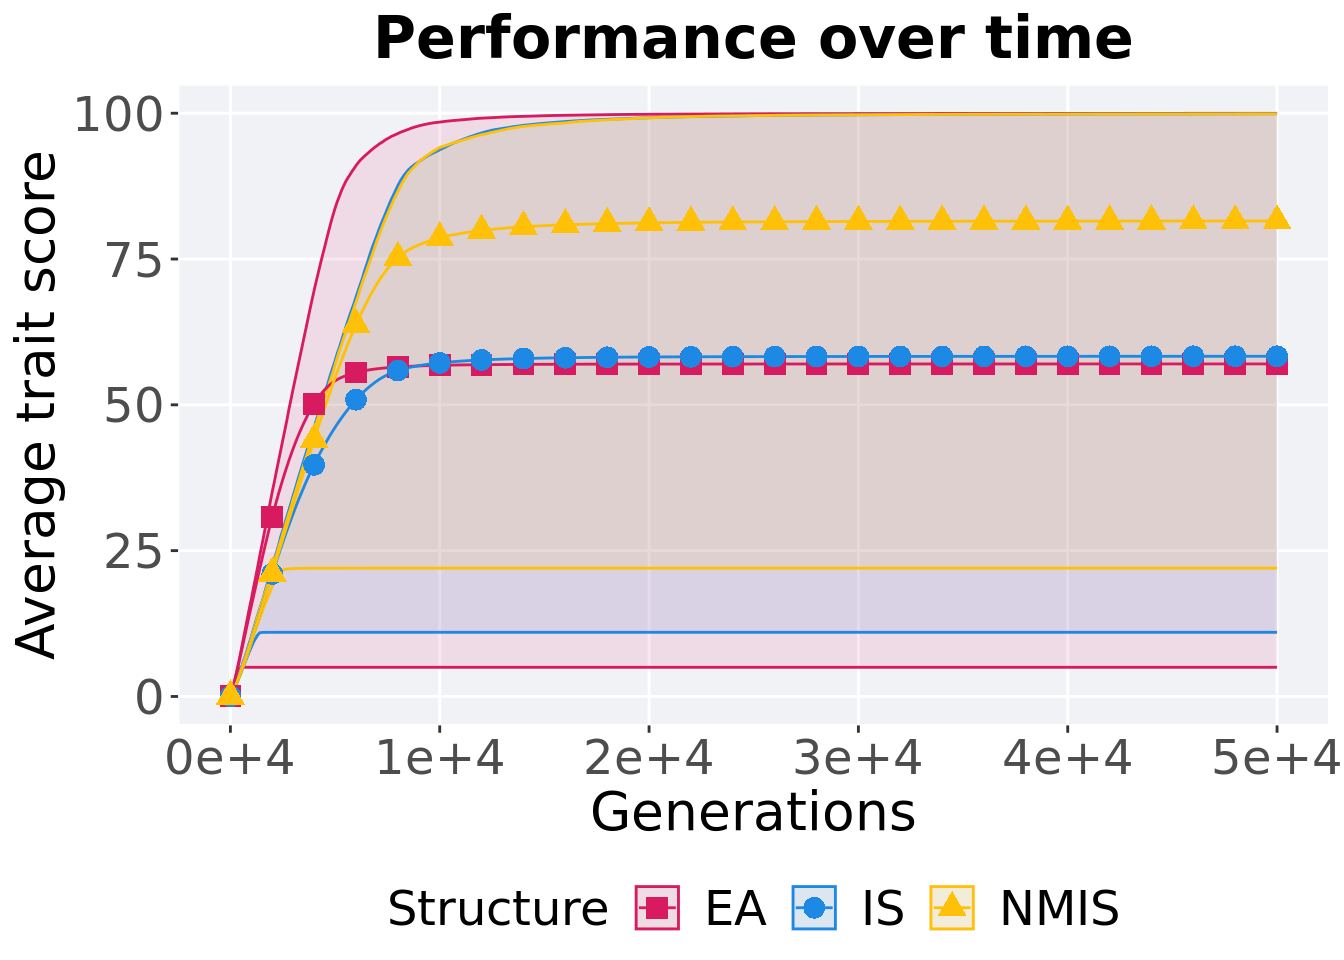 Performance over time
Average trait score
100
75
50
25
0
0e+4 1e+4 2e+4 3e+4 4e+4 5e+4
Generations
Structure EA IS NMIS